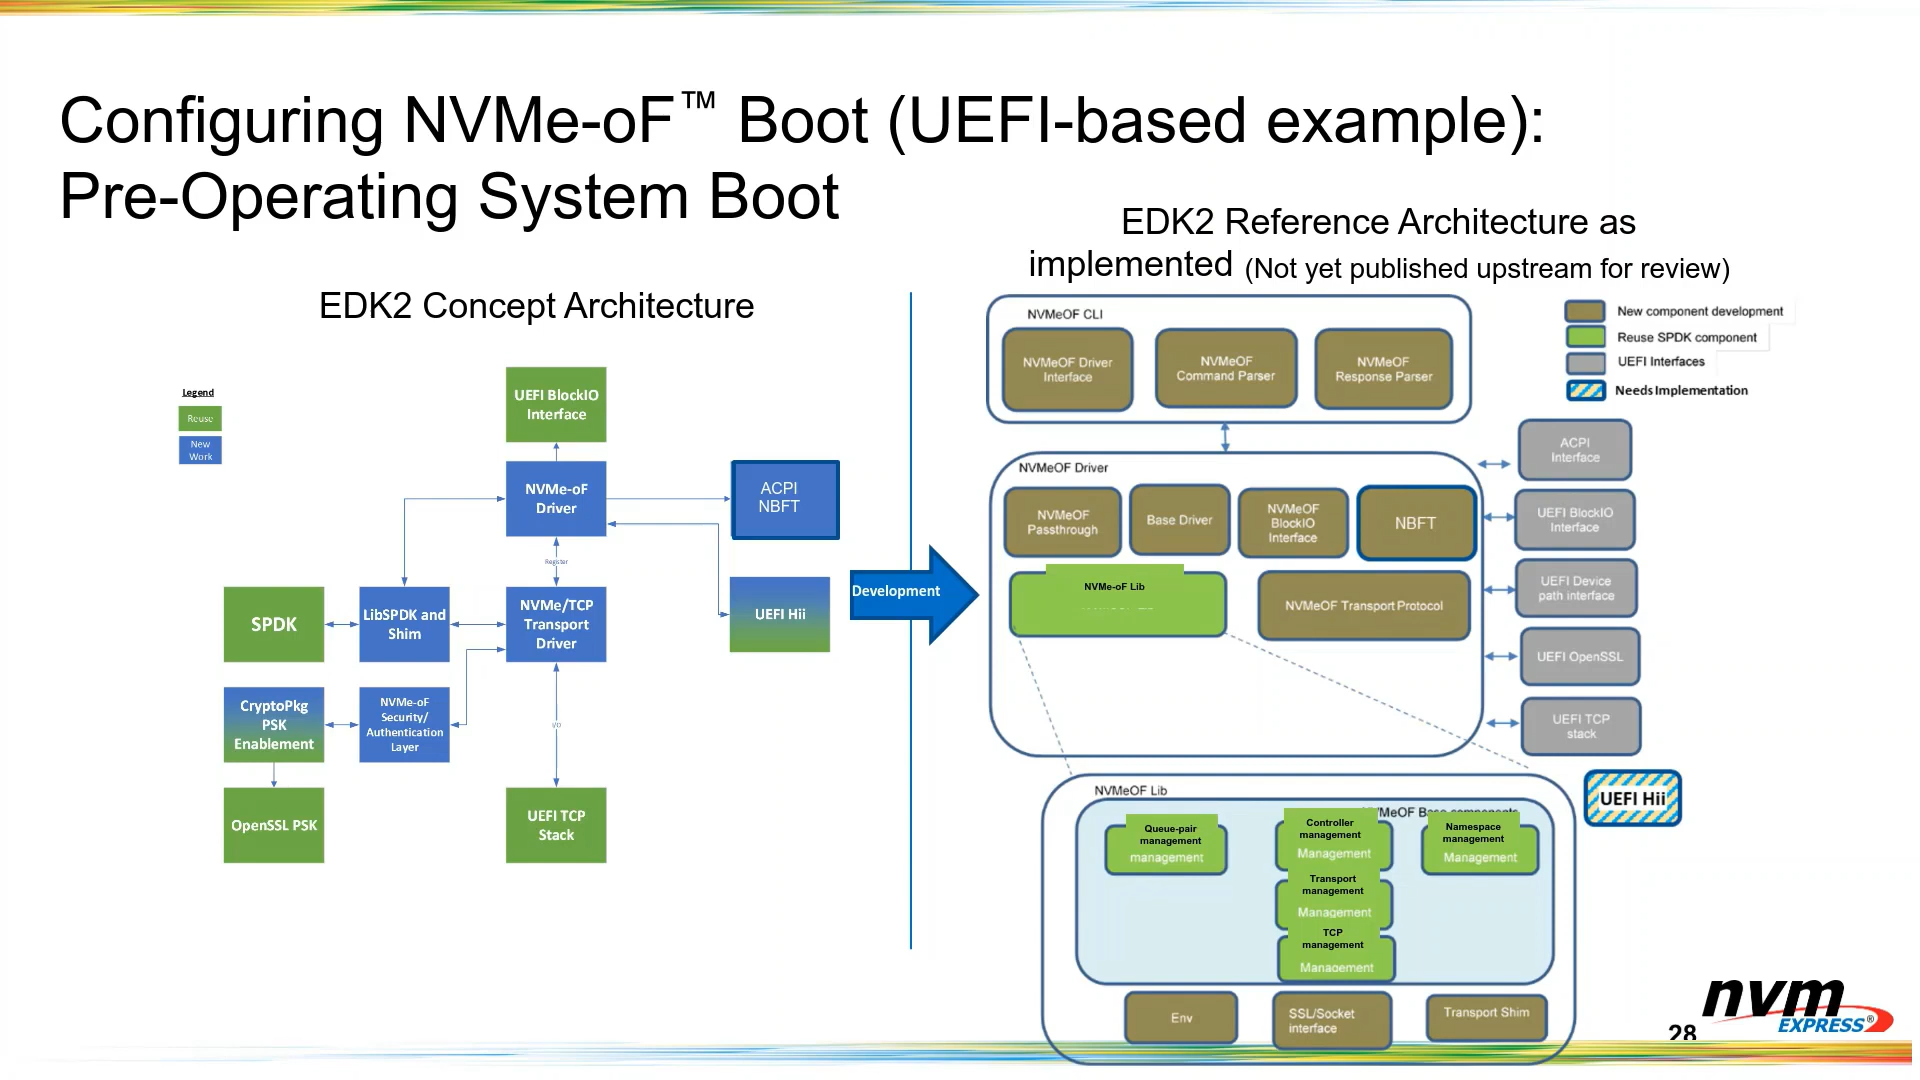 Configuring NVMe-oF™ Boot (UEFI-based example):
Pre-Operating System Boot
EDK2 Concept Architecture
Legend
Reuse
New
Work
UEFI BlockIO
Interface
NVMe-oF
Driver
ACPI
NBFT
Register
SPDK
LibSPDK and
Shim
NVMe/TCP
Transport
Driver
UEFI Hii
CryptoPkg
PSK
Enablement
NVMe-oF
Security/
Authentication
Layer
I/O
OpenSSL PSK
UEFI TCP
Stack
Development
EDK2 Reference Architecture as
implemented (Not yet published upstream for review)
NVMeOF CLI
NVMeOF Driver
Interface
NVMeOF
Command Parser
NVMeOF
Response Parser
New component development
Reuse SPDK component
UEFI Interfaces
Needs Implementation
NVMeOF Driver
NVMeOF
Passthrough
Base Driver
NVMeOF
BlockIO
Interface
NBFT
NVMe-oF Lib
NVMeOF Transport Protocol
ACPI
Interface
UEFI BlockIO
Interface
UEFI Device
path interface
UEFI OpenSSL
UEFI TCP
stack
UEFI Hii
NVMeOF Lib
Queue-pair
management
management
Controller
management
Management
Namespace
management
Management
Transport
management
Management
TCP
management
Management
Env
SSL/Socket
interface
Transport Shim
nvm
EXPRESS®
28